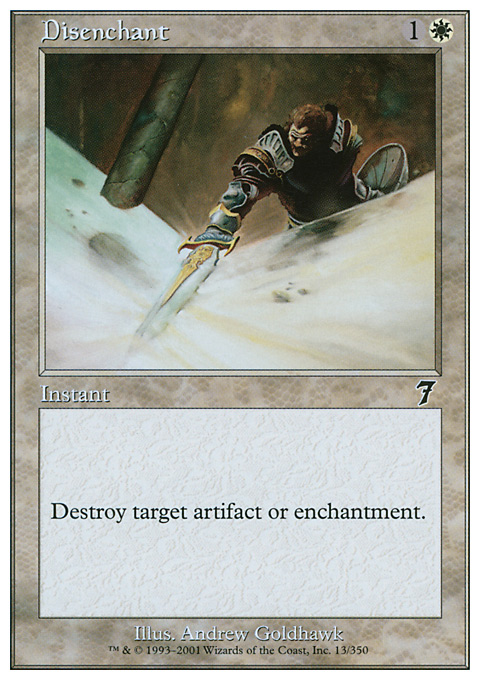 Disenchant 1
Instant 7
Destroy target artifact or enchantment.
Illus. Andrew Goldhawk
™ & © 1993–2001 Wizards of the Coast, Inc. 13/350